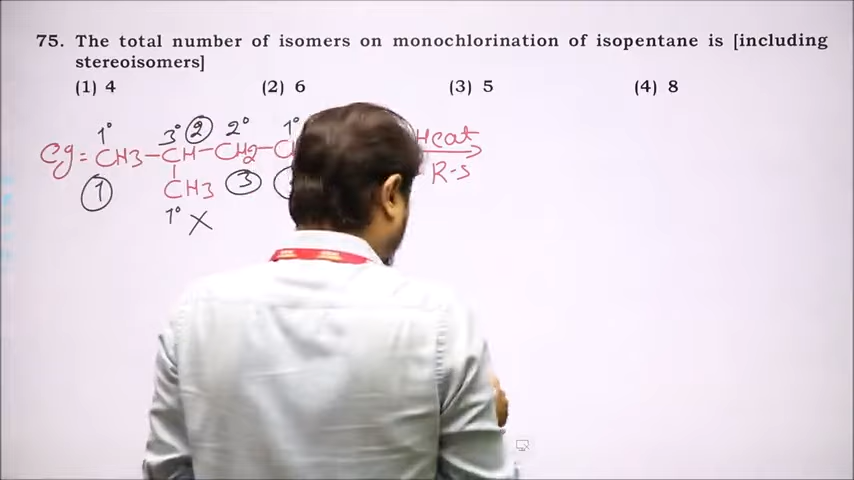 75. The total number of isomers on monochlorination of isopentane is [including
stereoisomers]
(1) 4 (2) 6 (3) 5 (4) 8
1° 3° 2 2° 1°
Eg= CH3-CH-CH2-C Heat
1 CH3 3 R-S
1° X